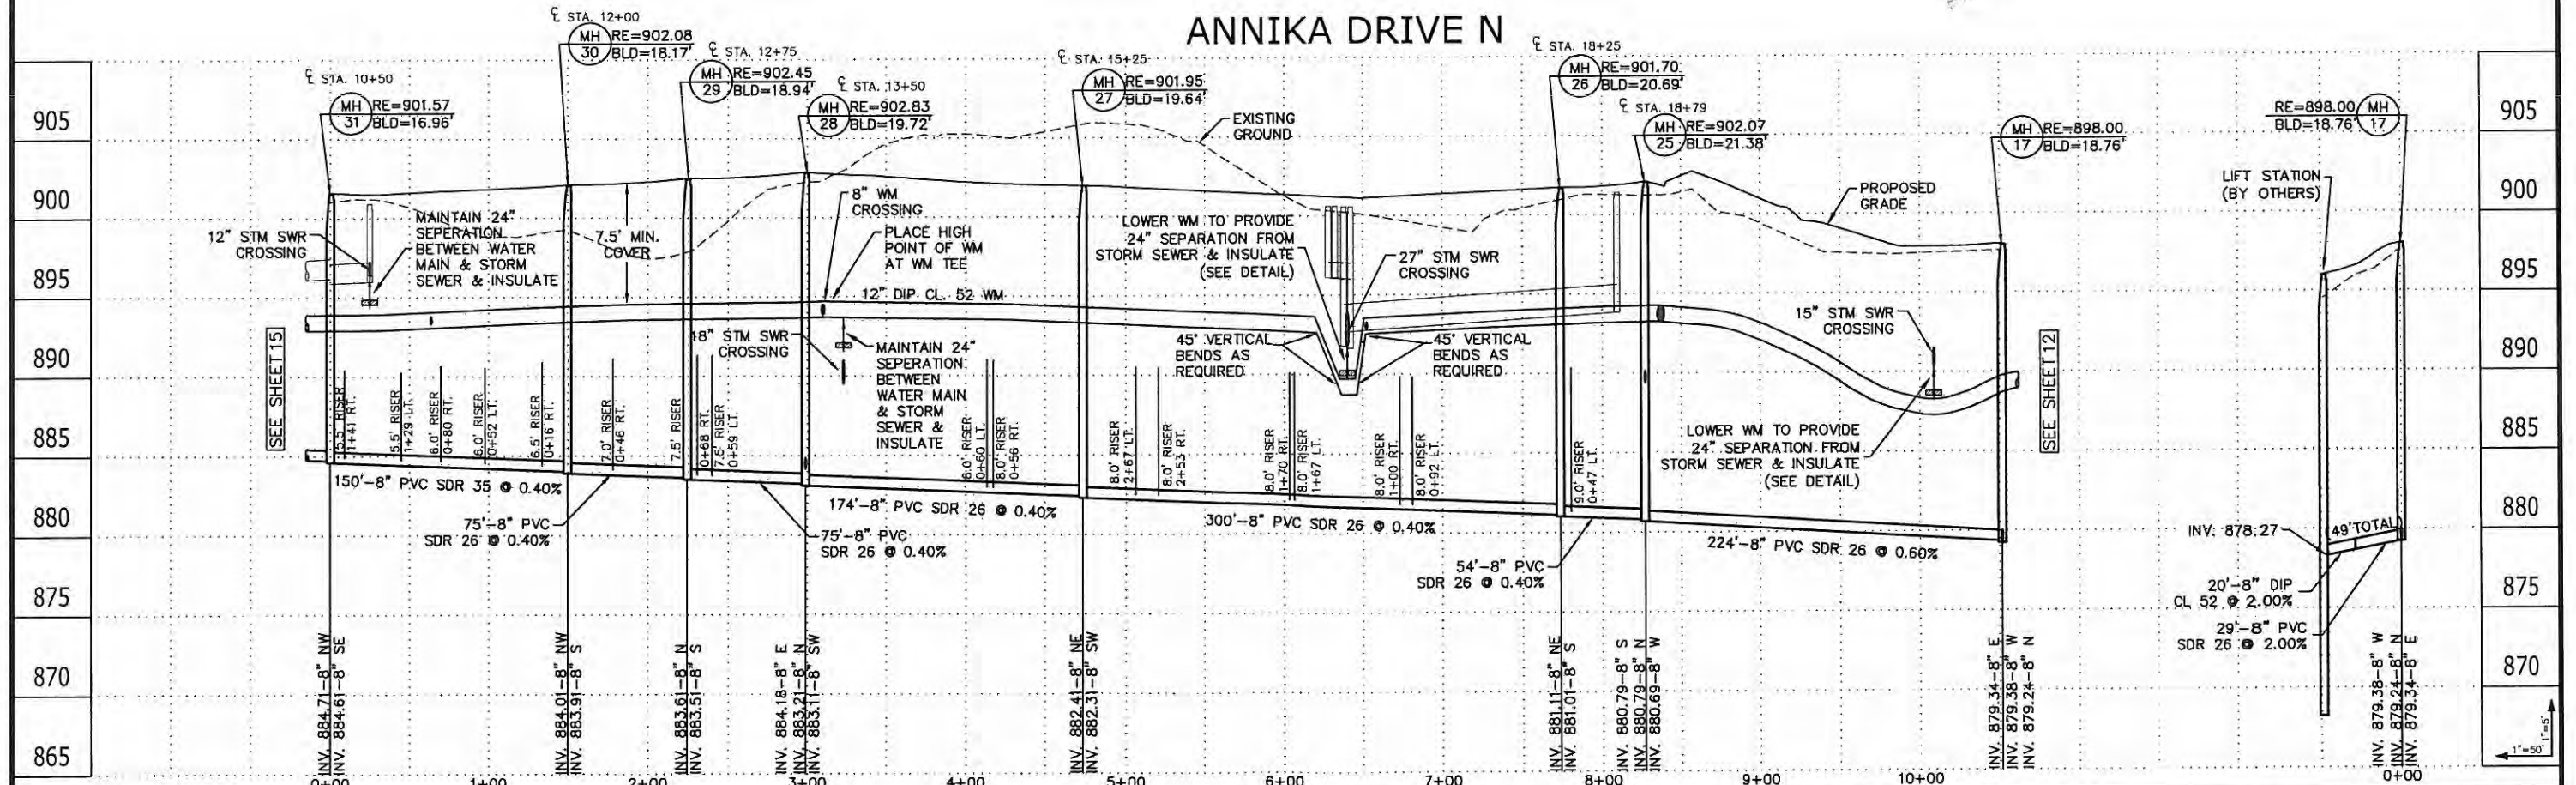 ANNIKA DRIVE N
℄ STA. 10+50
MH 31 RE=901.57
BLD=16.96'
℄ STA. 12+00
MH 30 RE=902.08
BLD=18.17'
℄ STA. 12+75
MH 29 RE=902.45
BLD=18.94'
℄ STA. 13+50
MH 28 RE=902.83
BLD=19.72'
℄ STA. 15+25
MH 27 RE=901.95
BLD=19.64'
℄ STA. 18+25
MH 26 RE=901.70
BLD=20.69'
℄ STA. 18+79
MH 25 RE=902.07
BLD=21.38'
MH 17 RE=898.00
BLD=18.76'
RE=898.00 MH 17
BLD=18.76'
905
900
895
890
885
880
875
870
865
905
900
895
890
885
880
875
870
12" STM SWR
CROSSING
MAINTAIN 24"
SEPERATION
BETWEEN WATER
MAIN & STORM
SEWER & INSULATE
7.5' MIN.
COVER
8" WM
CROSSING
PLACE HIGH
POINT OF WM
AT WM TEE
12" DIP CL. 52 WM
EXISTING
GROUND
LOWER WM TO PROVIDE
24" SEPARATION FROM
STORM SEWER & INSULATE
(SEE DETAIL)
27" STM SWR
CROSSING
PROPOSED
GRADE
LIFT STATION
(BY OTHERS)
SEE SHEET 15
18" STM SWR
CROSSING
MAINTAIN 24"
SEPERATION
BETWEEN
WATER MAIN
& STORM
SEWER &
INSULATE
45° VERTICAL
BENDS AS
REQUIRED
45° VERTICAL
BENDS AS
REQUIRED
15" STM SWR
CROSSING
LOWER WM TO PROVIDE
24" SEPARATION FROM
STORM SEWER & INSULATE
(SEE DETAIL)
SEE SHEET 12
5.5' RISER
1+41 RT.
5.5' RISER
1+29 LT.
6.0' RISER
0+80 RT.
6.0' RISER
0+52 LT.
6.5' RISER
0+16 RT.
7.0' RISER
0+46 RT.
7.5' RISER
0+68 RT.
7.5' RISER
0+59 LT.
8.0' RISER
0+60 LT.
8.0' RISER
0+56 RT.
8.0' RISER
2+67 LT.
8.0' RISER
2+53 RT.
8.0' RISER
1+70 RT.
8.0' RISER
1+67 LT.
8.0' RISER
1+00 RT.
8.0' RISER
0+92 LT.
9.0' RISER
0+47 LT.
150'-8" PVC SDR 35 @ 0.40%
75'-8" PVC
SDR 26 @ 0.40%
75'-8" PVC
SDR 26 @ 0.40%
174'-8" PVC SDR 26 @ 0.40%
300'-8" PVC SDR 26 @ 0.40%
54'-8" PVC
SDR 26 @ 0.40%
224'-8" PVC SDR 26 @ 0.60%
INV. 878.27
(49' TOTAL)
20'-8" DIP
CL 52 @ 2.00%
29'-8" PVC
SDR 26 @ 2.00%
INV. 884.71-8" NW
INV. 884.61-8" SE
INV. 884.01-8" NW
INV. 883.91-8" S
INV. 883.61-8" N
INV. 883.51-8" S
INV. 884.18-8" E
INV. 883.21-8" N
INV. 883.11-8" SW
INV. 882.41-8" NE
INV. 882.31-8" SW
INV. 881.11-8" NE
INV. 881.01-8" S
INV. 880.79-8" S
INV. 880.79-8" N
INV. 880.69-8" W
INV. 879.34-8" E
INV. 879.38-8" W
INV. 879.24-8" N
INV. 879.38-8" W
INV. 879.24-8" N
INV. 879.34-8" E
1"=5'
1"=50'
0+00
1+00
2+00
3+00
4+00
5+00
6+00
7+00
8+00
9+00
10+00
0+00